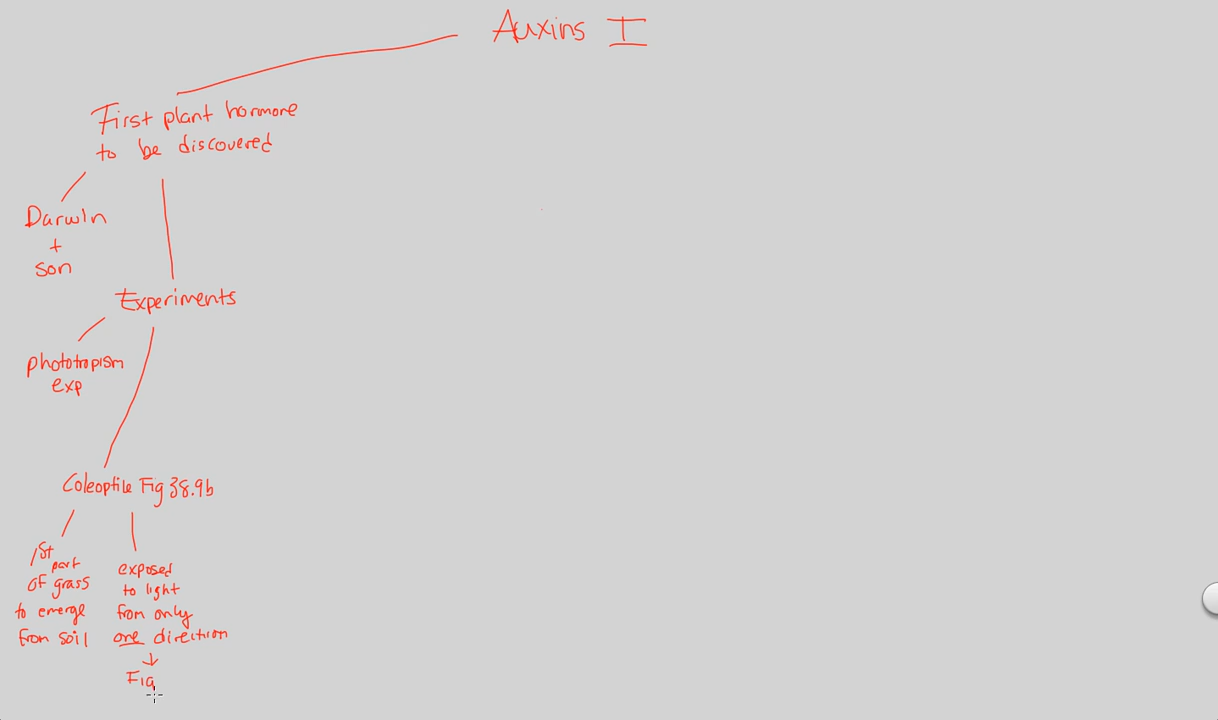 Auxins I
First plant hormone
to be discovered
Darwin
+
son
Experiments
phototropism
exp
Coleoptile Fig 38.9b
1st part
of grass
to emerge
from soil
exposed
to light
from only
one direction
↓
Fig